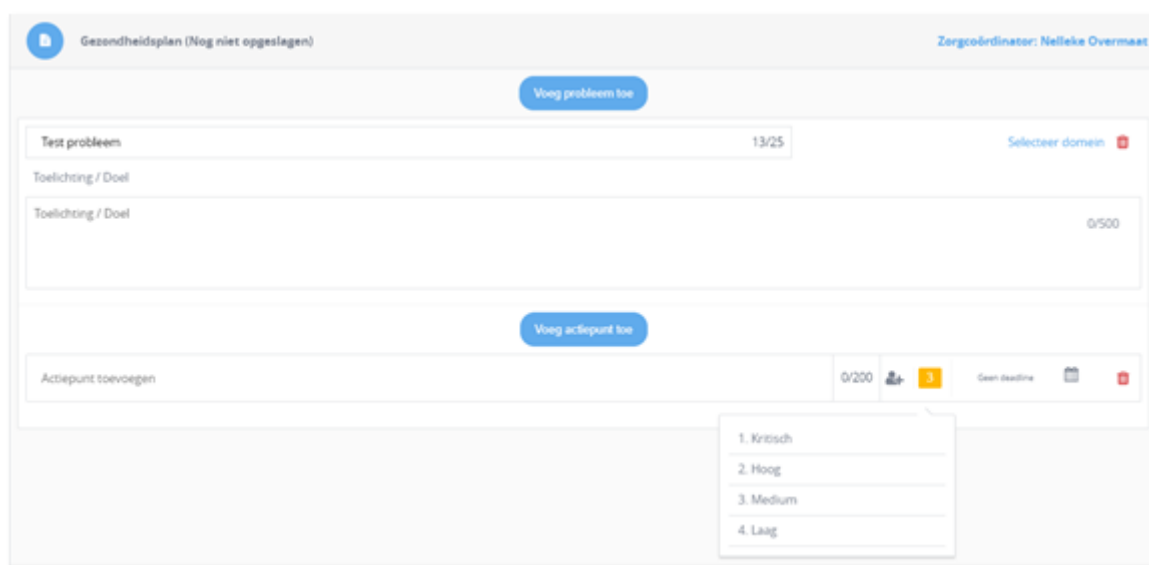 Gezondheidsplan (Nog niet opgeslagen)
Zorgcoördinator: Nelleke Overmaat
Voeg probleem toe
Test probleem 13/25 Selecteer domein
Toelichting / Doel
Toelichting / Doel
0/500
Voeg actiepunt toe
Actiepunt toevoegen 0/200 3 Geen deadline
1. Kritisch
2. Hoog
3. Medium
4. Laag